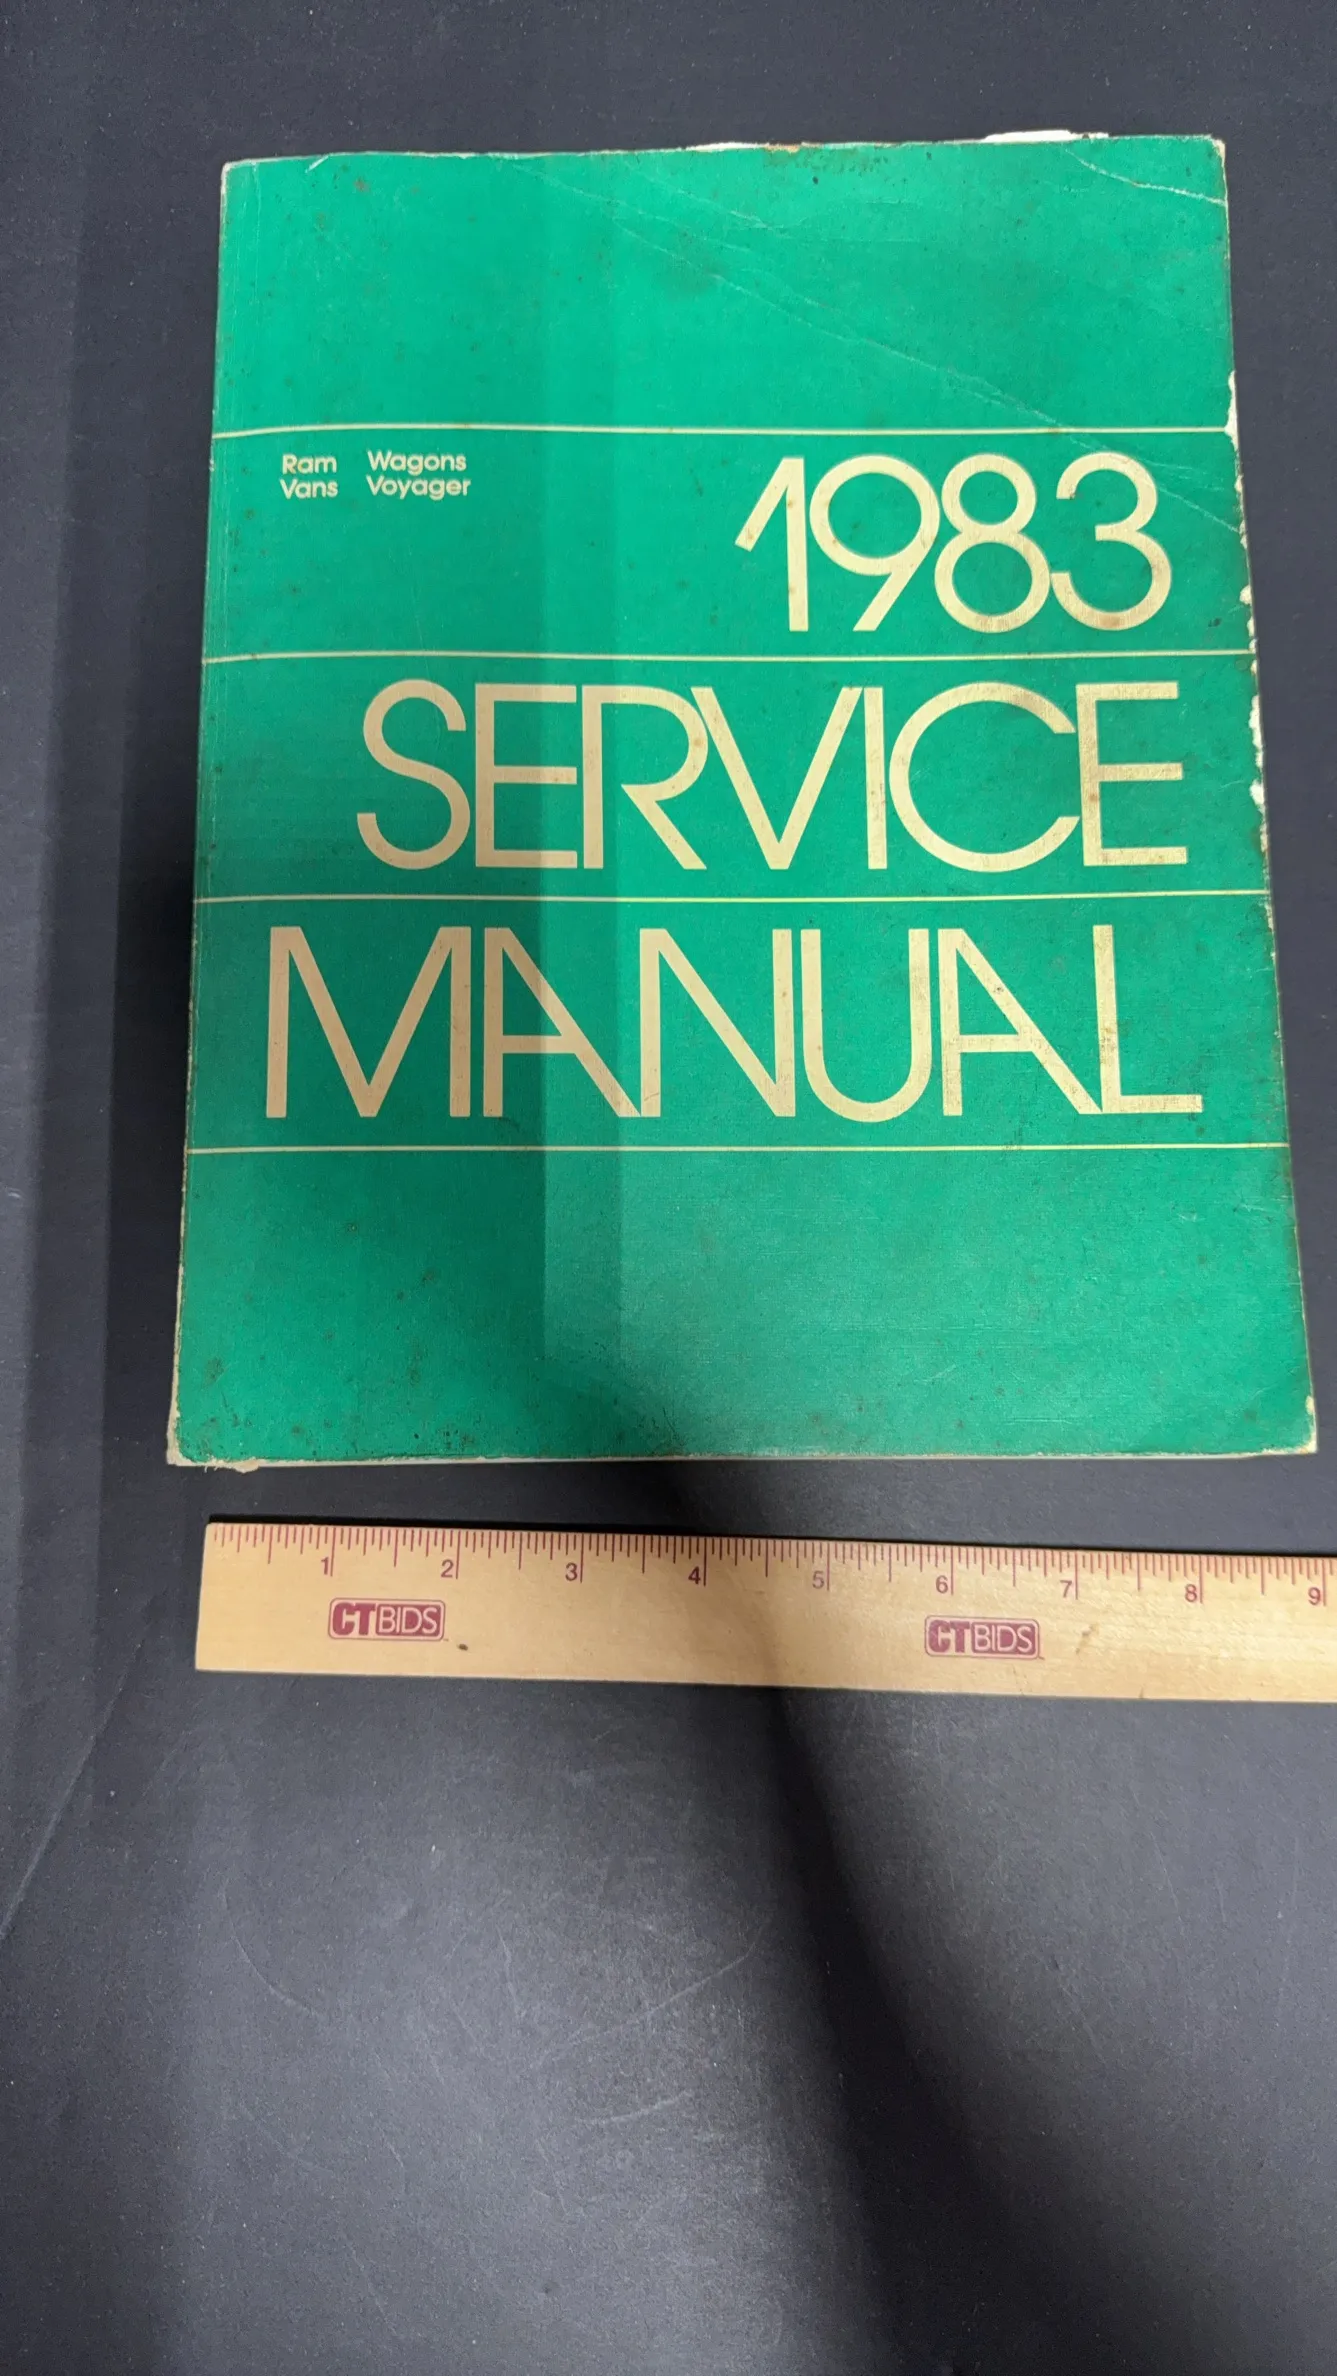 Ram Wagons
Vans Voyager
1983
SERVICE
MANUAL
1 2 3 4 5 6 7 8 9
CTBIDS CTBIDS